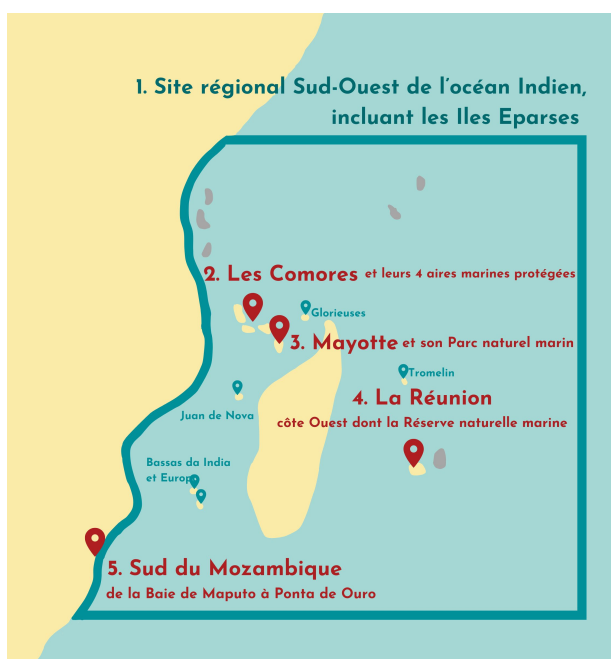 1. Site régional Sud-Ouest de l'océan Indien,
incluant les Iles Eparses
2. Les Comores et leurs 4 aires marines protégées
Glorieuses
3. Mayotte et son Parc naturel marin
Tromelin
4. La Réunion
Juan de Nova
côte Ouest dont la Réserve naturelle marine
Bassas da India
et Europa
5. Sud du Mozambique
de la Baie de Maputo à Ponta de Ouro